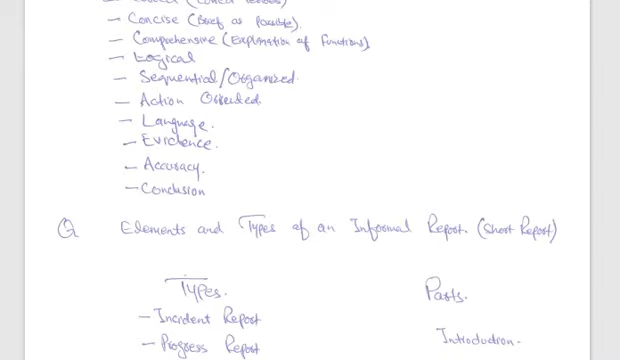 - Concise (Brief as Possible).
- Comprehensive (Explanation of Functions)
- Logical
- Sequential/Organized
- Action Oriented.
- Language.
- Evidence.
- Accuracy.
- Conclusion
Q Elements and Types of an Informal Report. (Short Report)
Types. Parts.
- Incident Report
Introduction.
- Progress Report